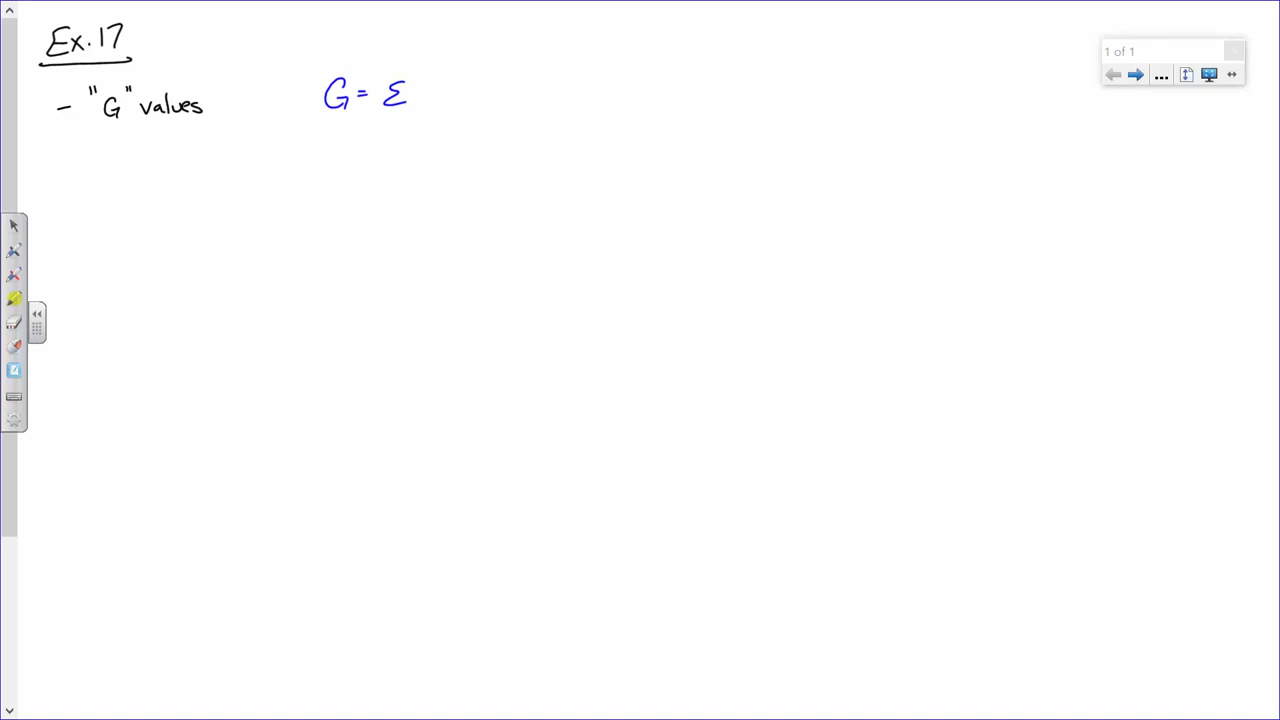 Ex. 17
1 of 1
- "G" values
G = Σ